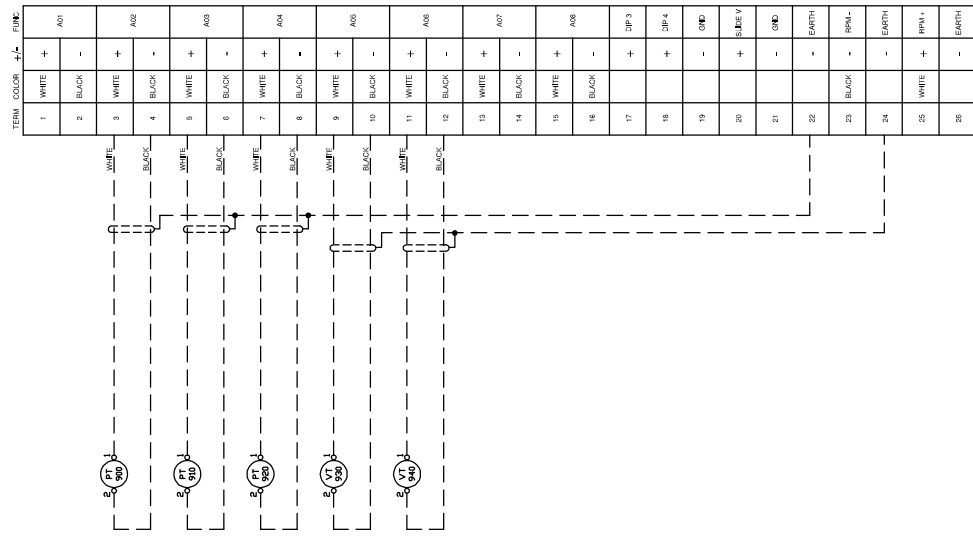 FUNC A01 A02 A03 A04 A05 A06 A07 A08 DIP 3 DIP 4 GND SLIDE V GND EARTH RPM - EARTH RPM + EARTH
+/- + - + - + - + - + - + - + - + - + + - + - - - - + -
COLOR WHITE BLACK WHITE BLACK WHITE BLACK WHITE BLACK WHITE BLACK WHITE BLACK WHITE BLACK WHITE BLACK BLACK WHITE
TERM 1 2 3 4 5 6 7 8 9 10 11 12 13 14 15 16 17 18 19 20 21 22 23 24 25 26
WHITE BLACK WHITE BLACK WHITE BLACK WHITE BLACK WHITE BLACK
1 1 1 1 1
PT 900
PT 910
PT 920
VT 930
VT 940
2 2 2 2 2